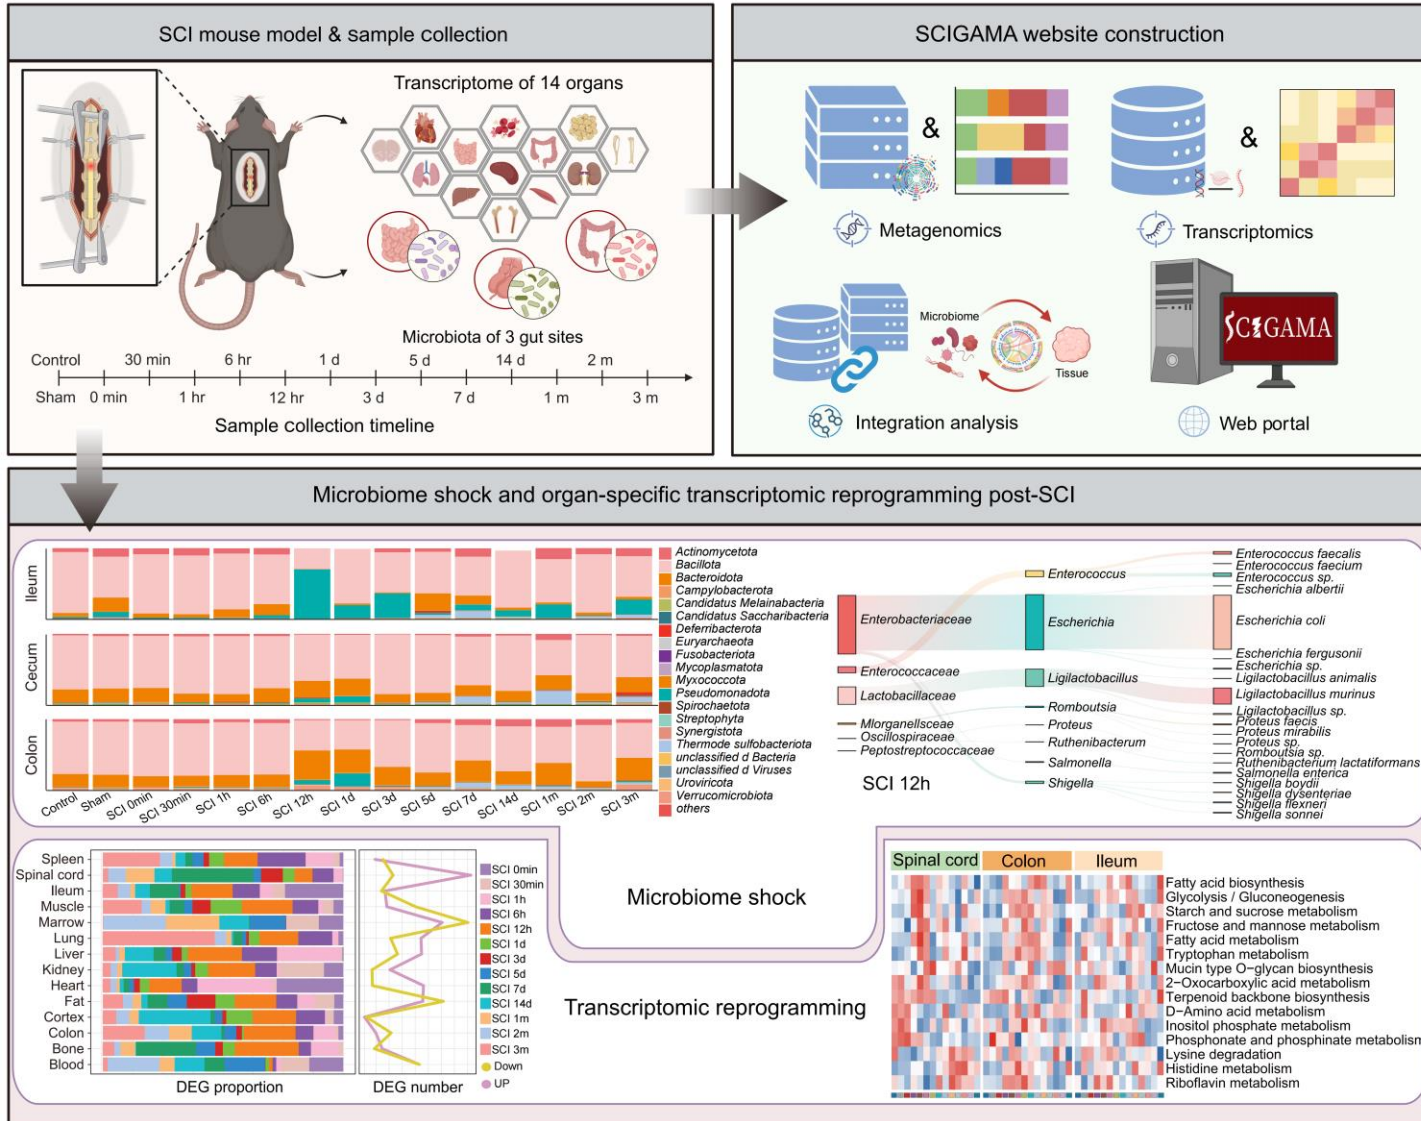 SCI mouse model & sample collection
Transcriptome of 14 organs
Microbiota of 3 gut sites
Control 30 min 6 hr 1 d 5 d 14 d 2 m
Sham 0 min 1 hr 12 hr 3 d 7 d 1 m 3 m
Sample collection timeline
SCIGAMA website construction
&
&
Metagenomics
Transcriptomics
Microbiome
Tissue
SCIGAMA
Integration analysis
Web portal
Microbiome shock and organ-specific transcriptomic reprogramming post-SCI
Ileum
Cecum
Colon
Control
Sham
SCI 0min
SCI 30min
SCI 1h
SCI 6h
SCI 12h
SCI 1d
SCI 3d
SCI 5d
SCI 7d
SCI 14d
SCI 1m
SCI 2m
SCI 3m
Actinomycetota
Bacillota
Bacteroidota
Campylobacterota
Candidatus Melainabacteria
Candidatus Saccharibacteria
Deferribacterota
Euryarchaeota
Fusobacteriota
Mycoplasmatota
Myxococcota
Pseudomonadota
Spirochaetota
Streptophyta
Synergistota
Thermode sulfobacteriota
unclassified d Bacteria
unclassified d Viruses
Uroviricota
Verrucomicrobiota
others
Enterobacteriaceae
Enterococcaceae
Lactobacillaceae
Mlorganellsceae
Oscillospiraceae
Peptostreptococcaceae
SCI 12h
Enterococcus
Escherichia
Ligilactobacillus
Romboutsia
Proteus
Ruthenibacterum
Salmonella
Shigella
Enterococcus faecalis
Enterococcus faecium
Enterococcus sp.
Escherichia albertii
Escherichia coli
Escherichia fergusonii
Escherichia sp.
Ligilactobacillus animalis
Ligilactobacillus murinus
Ligilactobacillus sp.
Proteus faecis
Proteus mirabilis
Proteus sp.
Romboutsia sp.
Ruthenibacterum lactatiformans
Salmonella enterica
Shigella boydii
Shigella dysenteriae
Shigella flexneri
Shigella sonnei
Microbiome shock
Spleen
Spinal cord
Ileum
Muscle
Marrow
Lung
Liver
Kidney
Heart
Fat
Cortex
Colon
Bone
Blood
DEG proportion
DEG number
SCI 0min
SCI 30min
SCI 1h
SCI 6h
SCI 12h
SCI 1d
SCI 3d
SCI 5d
SCI 7d
SCI 14d
SCI 1m
SCI 2m
SCI 3m
Down
UP
Transcriptomic reprogramming
Spinal cord Colon Ileum
Fatty acid biosynthesis
Glycolysis / Gluconeogenesis
Starch and sucrose metabolism
Fructose and mannose metabolism
Fatty acid metabolism
Tryptophan metabolism
Mucin type O-glycan biosynthesis
2−Oxocarboxylic acid metabolism
Terpenoid backbone biosynthesis
D−Amino acid metabolism
Inositol phosphate metabolism
Phosphonate and phosphinate metabolism
Lysine degradation
Histidine metabolism
Riboflavin metabolism